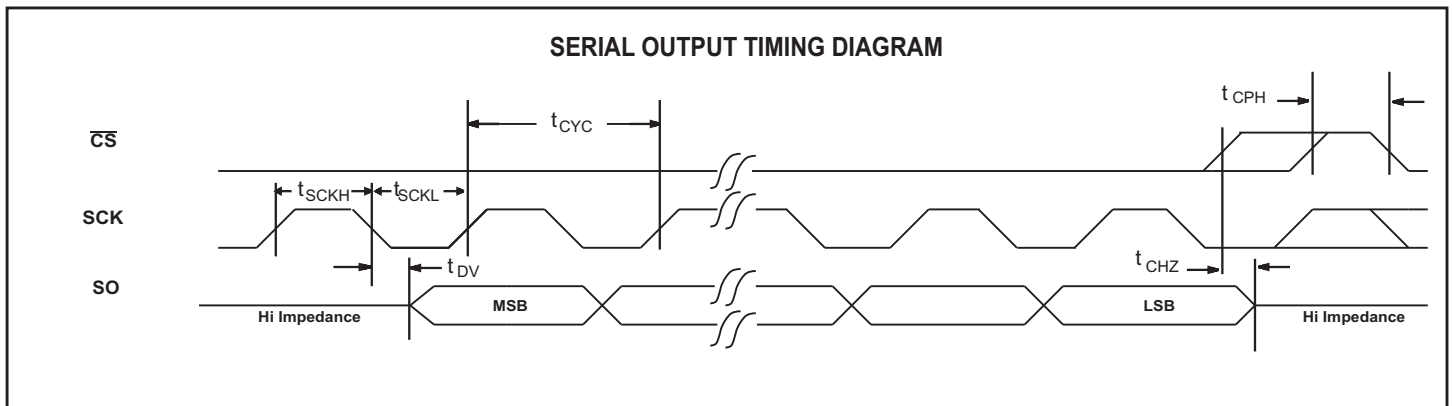 SERIAL OUTPUT TIMING DIAGRAM
t CPH
t CYC
CS
t SCKH
t SCKL
SCK
t DV
t CHZ
SO
MSB
LSB
Hi Impedance
Hi Impedance